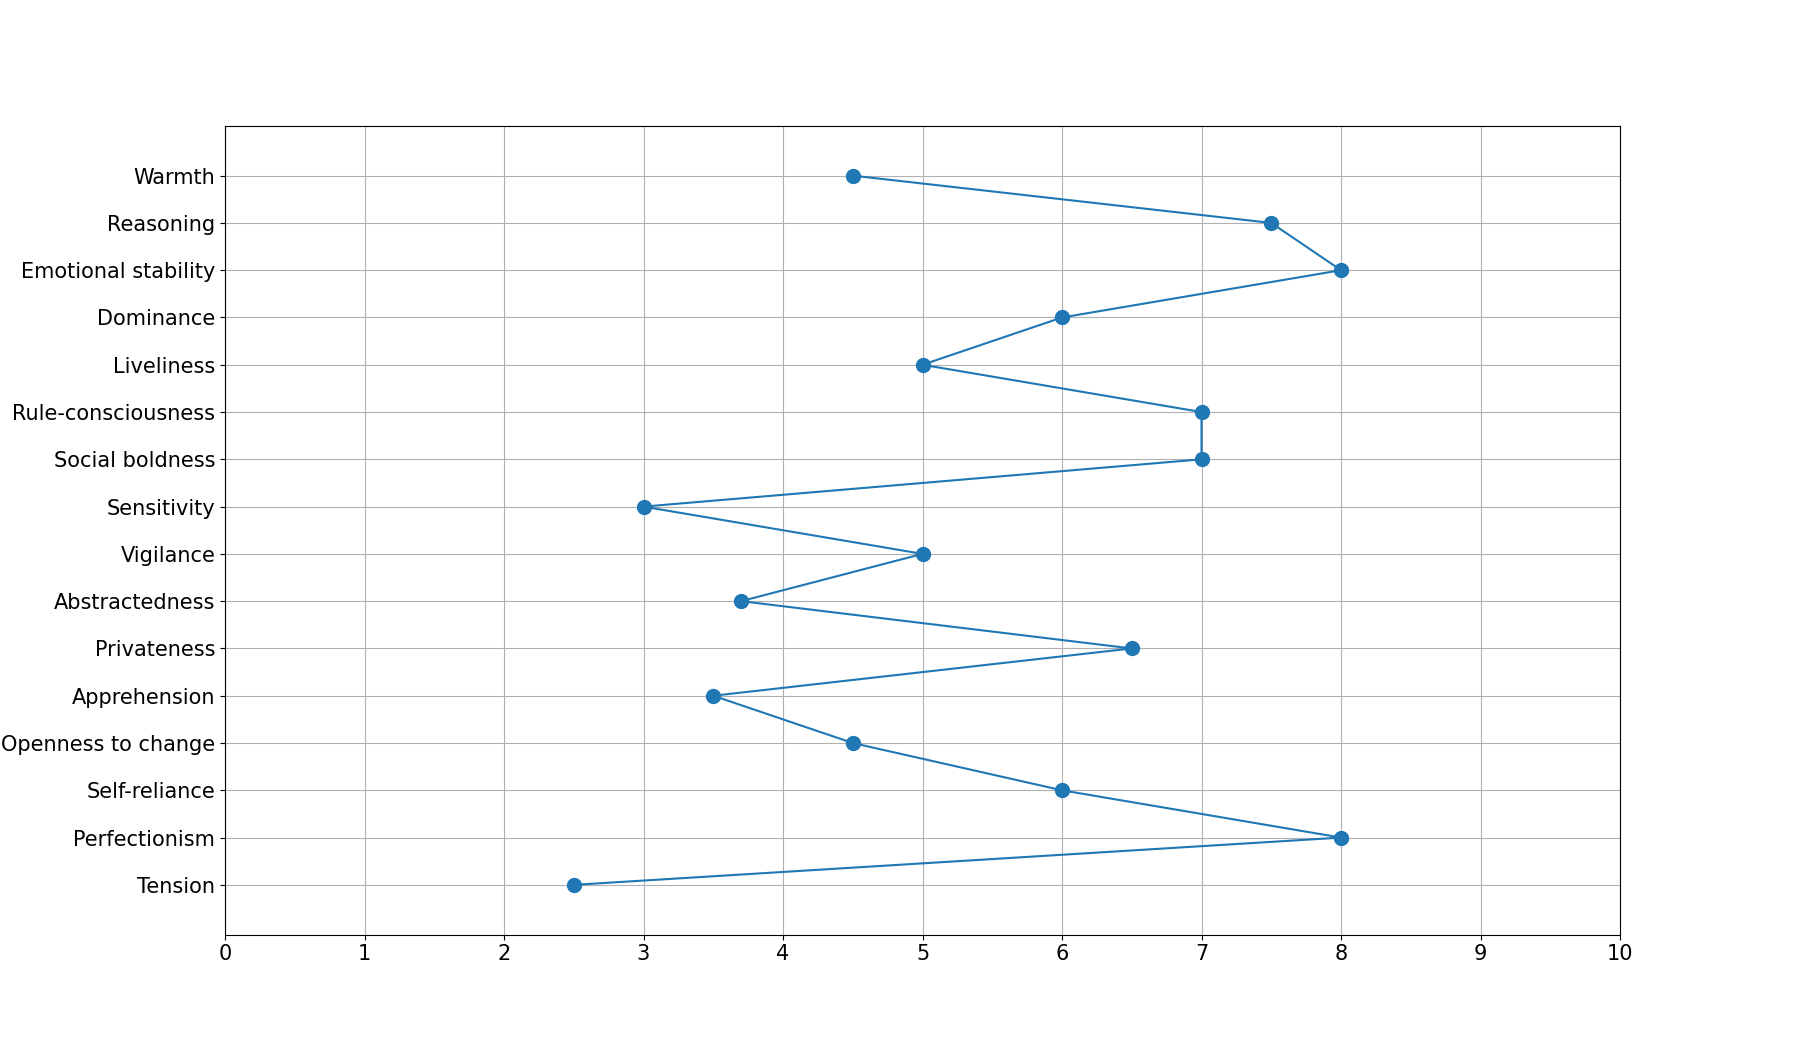 Warmth
Reasoning
Emotional stability
Dominance
Liveliness
Rule-consciousness
Social boldness
Sensitivity
Vigilance
Abstractedness
Privateness
Apprehension
Openness to change
Self-reliance
Perfectionism
Tension
0 1 2 3 4 5 6 7 8 9 10